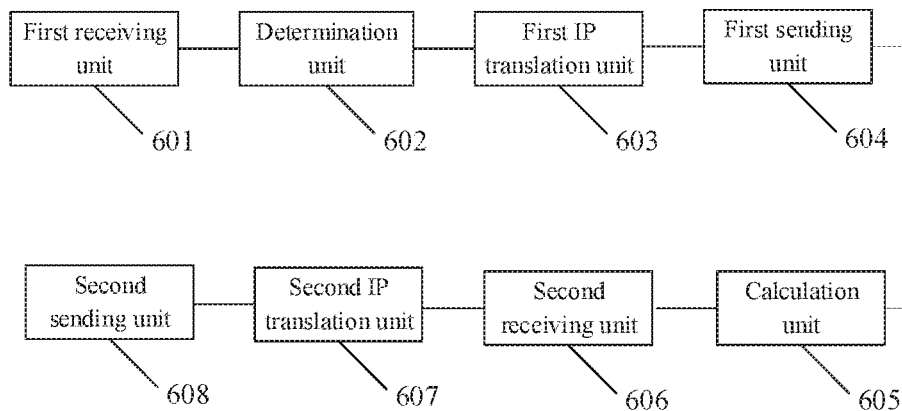 First receiving
unit
Determination
unit
First IP
translation unit
First sending
unit
601
602
603
604
Second
sending unit
Second IP
translation unit
Second
receiving unit
Calculation
unit
608
607
606
605